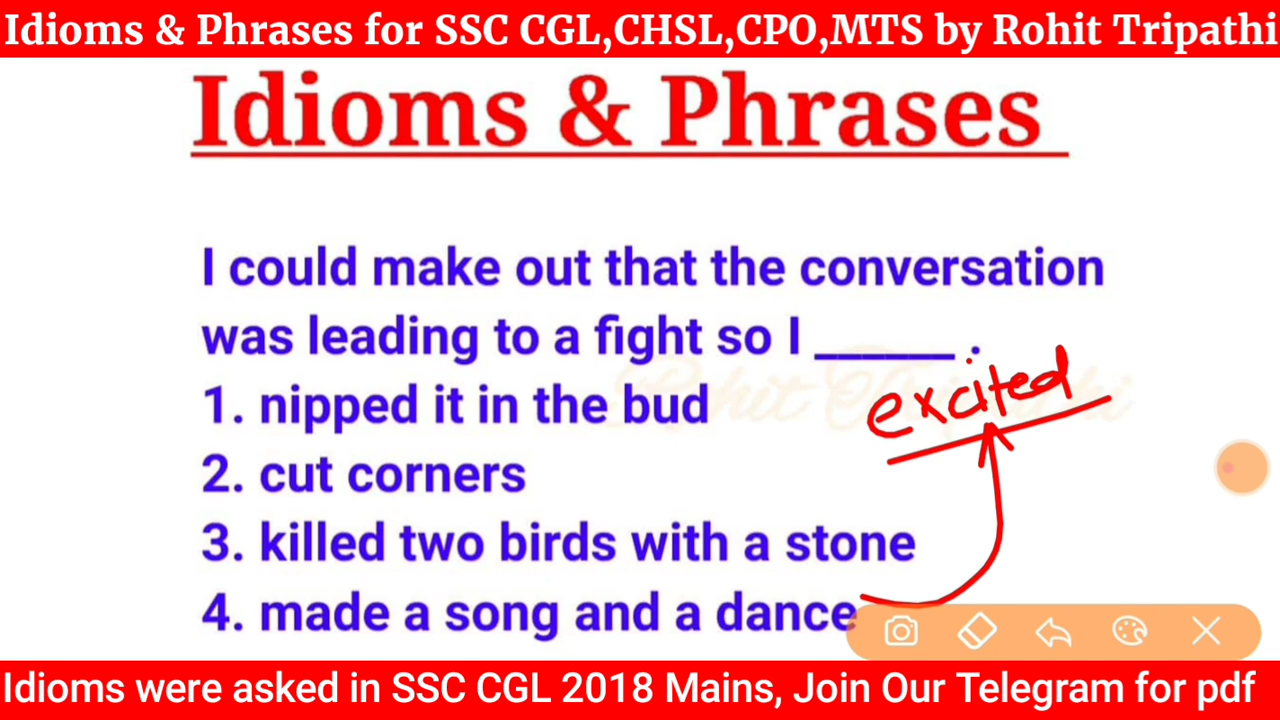 Idioms & Phrases for SSC CGL,CHSL,CPO,MTS by Rohit Tripathi
Idioms & Phrases
I could make out that the conversation
was leading to a fight so I ______ .
excited
1. nipped it in the bud
2. cut corners
3. killed two birds with a stone
4. made a song and a dance
Rohit Tripathi
Idioms were asked in SSC CGL 2018 Mains, Join Our Telegram for pdf